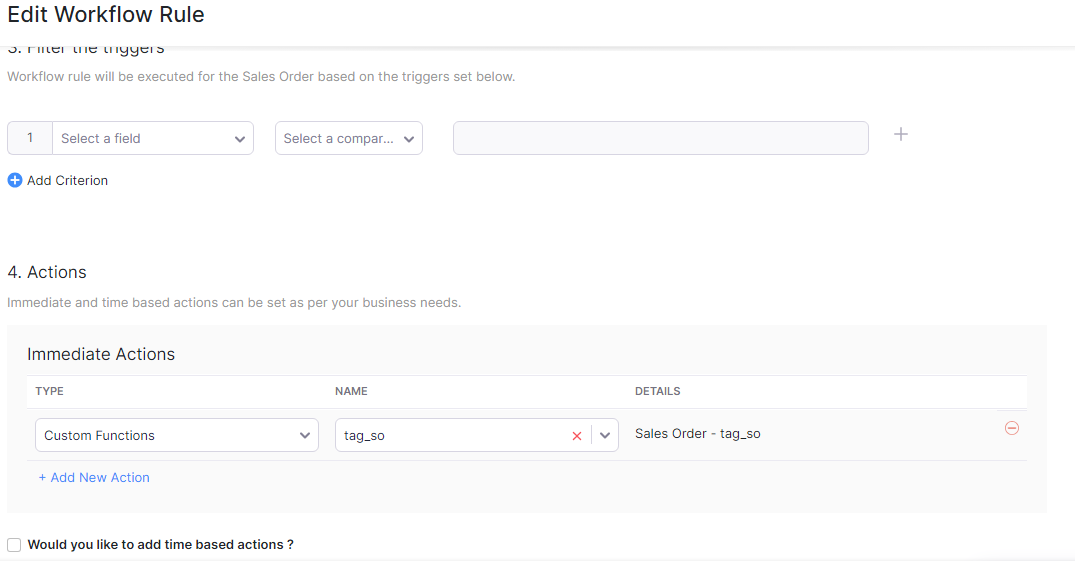 Edit Workflow Rule
3. Filter the triggers
Workflow rule will be executed for the Sales Order based on the triggers set below.
1 Select a field Select a compar...
Add Criterion
4. Actions
Immediate and time based actions can be set as per your business needs.
Immediate Actions
TYPE NAME DETAILS
Custom Functions tag_so Sales Order - tag_so
+ Add New Action
Would you like to add time based actions ?